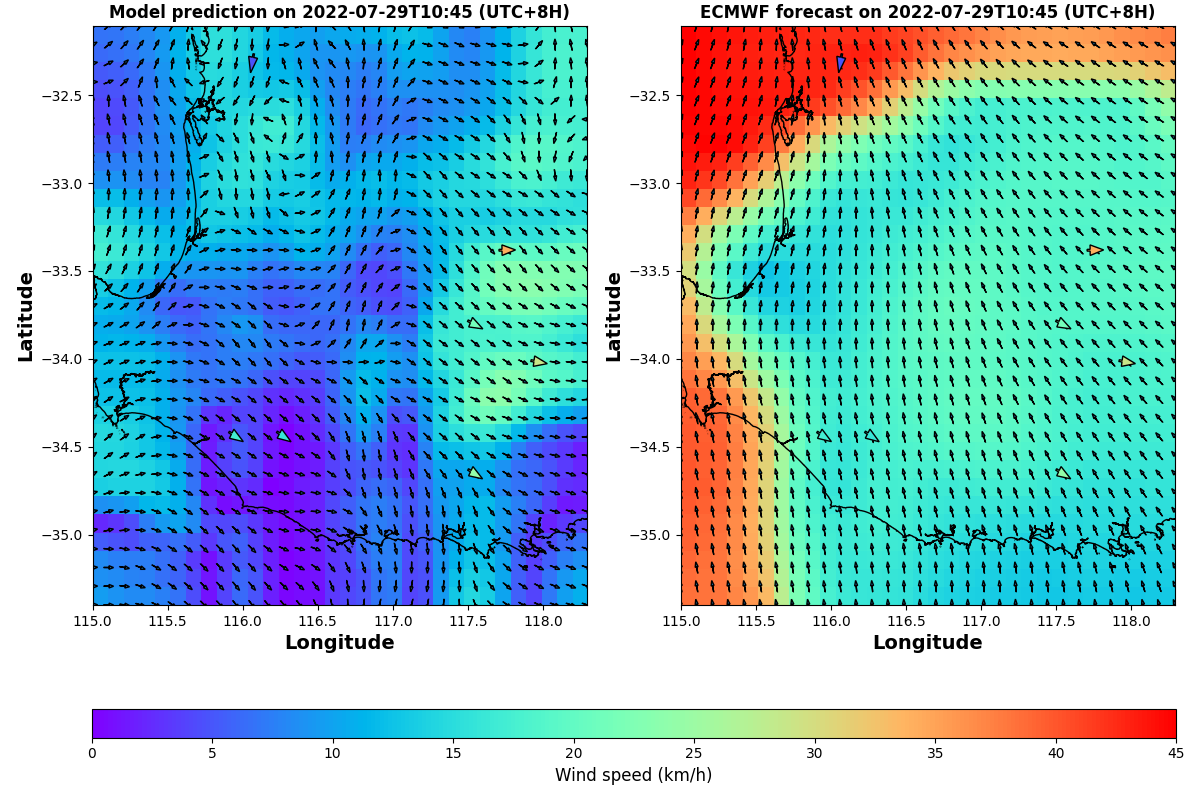 Model prediction on 2022-07-29T10:45 (UTC+8H)
ECMWF forecast on 2022-07-29T10:45 (UTC+8H)
Latitude
−32.5
−33.0
−33.5
−34.0
−34.5
−35.0
115.0 115.5 116.0 116.5 117.0 117.5 118.0
Longitude
Latitude
−32.5
−33.0
−33.5
−34.0
−34.5
−35.0
115.0 115.5 116.0 116.5 117.0 117.5 118.0
Longitude
0 5 10 15 20 25 30 35 40 45
Wind speed (km/h)